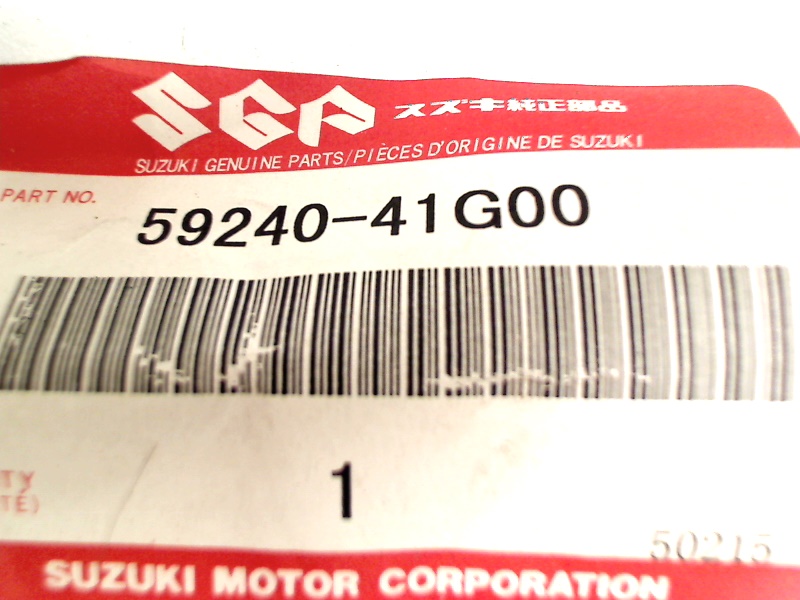 SGP スズキ純正部品
SUZUKI GENUINE PARTS/PIÈCES D'ORIGINE DE SUZUKI
PART NO.
59240-41G00
TY
TÉ)
1
50215
SUZUKI MOTOR CORPORATION